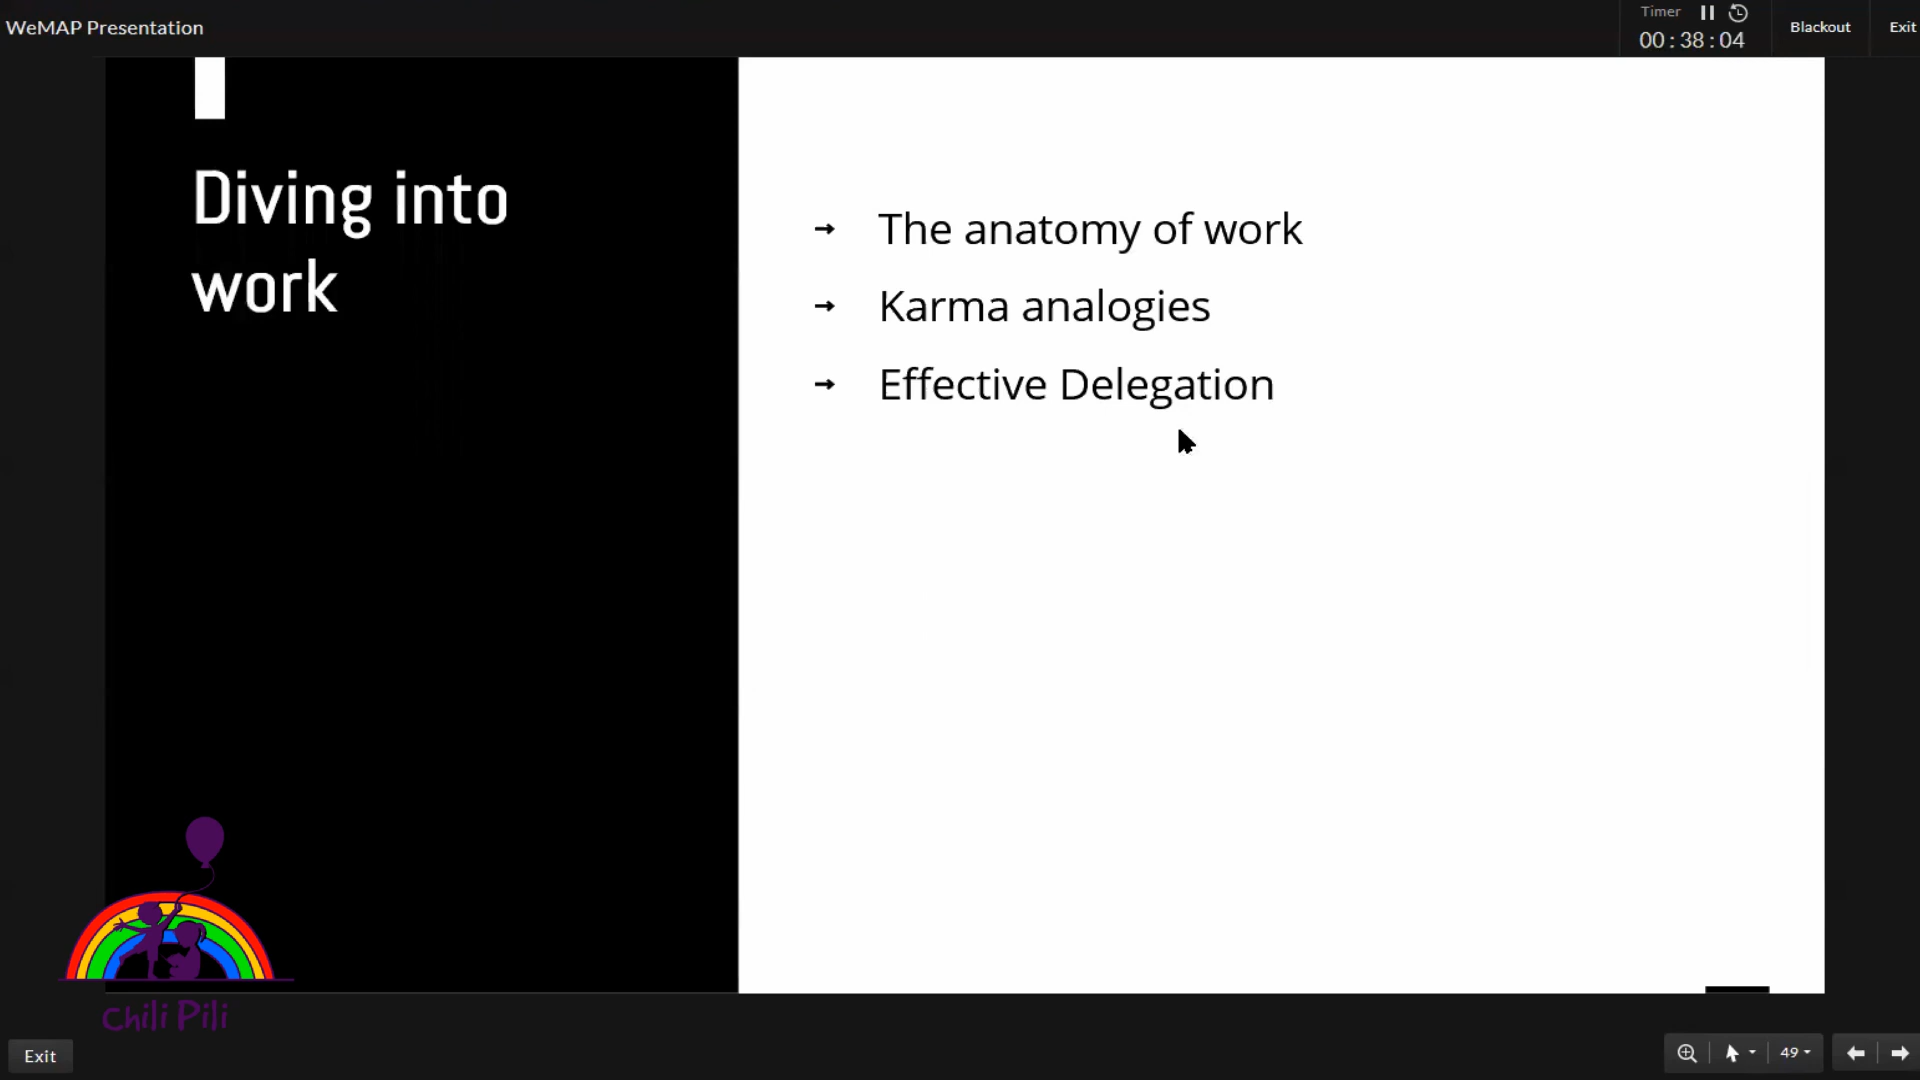 WeMAP Presentation
Timer
00 : 38 : 04
Blackout
Exit
Diving into
work
→ The anatomy of work
→ Karma analogies
→ Effective Delegation
Chili Pili
Exit
49